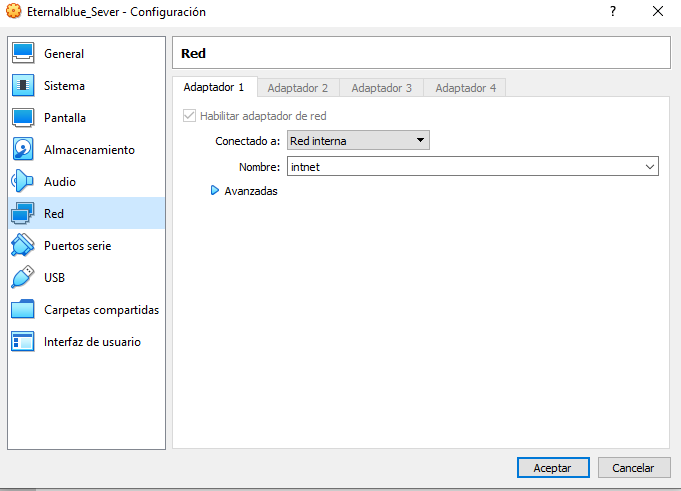 Eternalblue_Sever - Configuración
?
General
Sistema
Pantalla
Almacenamiento
Audio
Red
Puertos serie
USB
Carpetas compartidas
Interfaz de usuario
Red
Adaptador 1 Adaptador 2 Adaptador 3 Adaptador 4
Habilitar adaptador de red
Conectado a: Red interna
Nombre: intnet
Avanzadas
Aceptar Cancelar